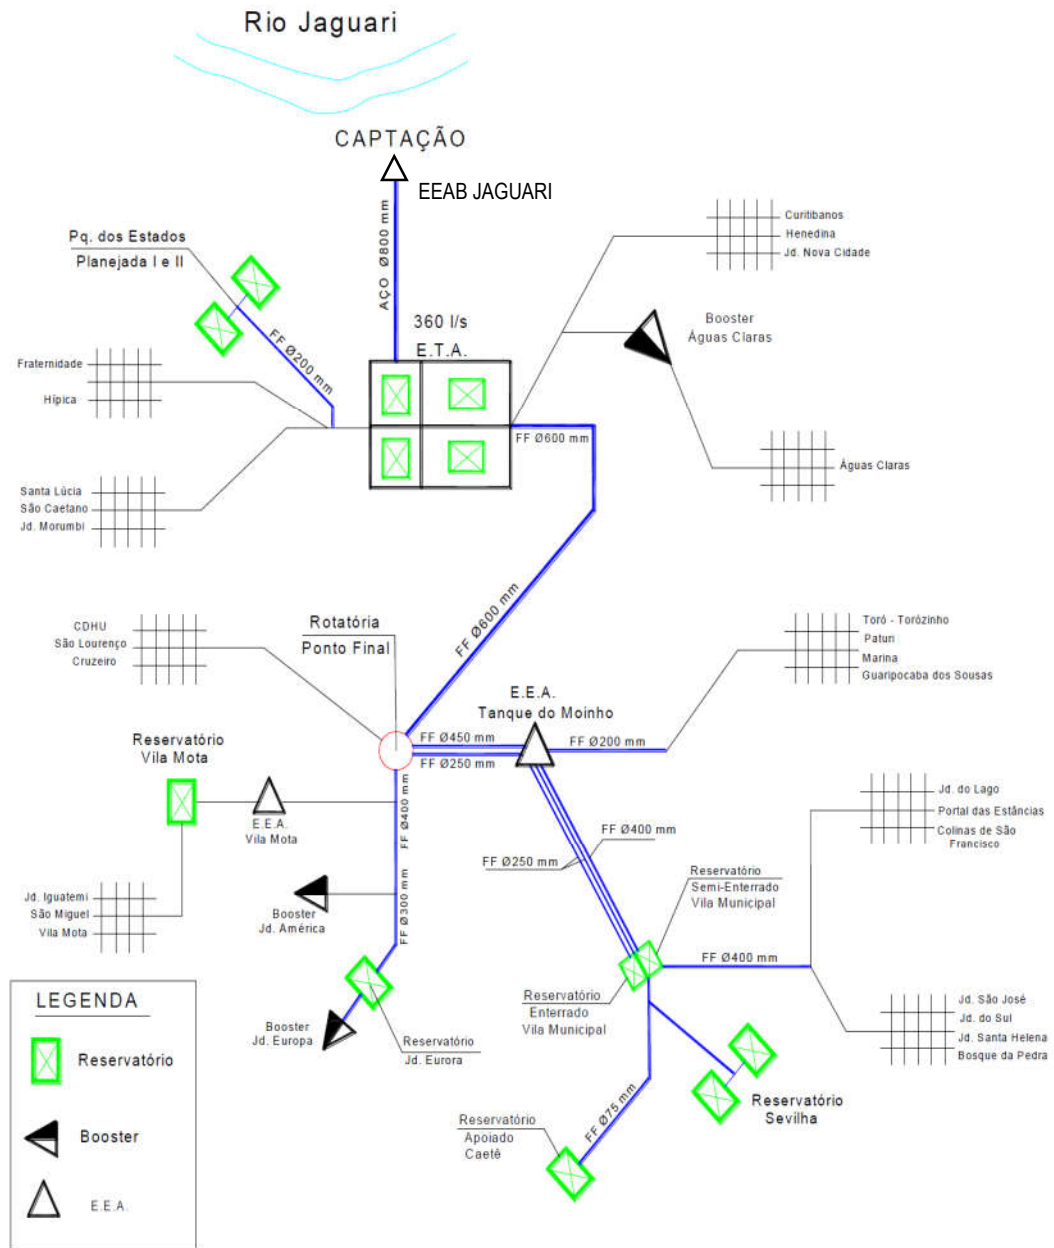 Rio Jaguari
CAPTAÇÃO
EEAB JAGUARI
AÇO Ø800 mm
Pq. dos Estados
Planejada I e II
FF Ø200 mm
360 l/s
E.T.A.
Curitibanos
Henedina
Jd. Nova Cidade
Booster
Águas Claras
Fraternidade
Hípica
FF Ø600 mm
Águas Claras
Santa Lúcia
São Caetano
Jd. Morumbi
FF Ø600 mm
CDHU
São Lourenço
Cruzeiro
Rotatória
Ponto Final
Toró - Torózinho
Paturi
Marina
Guaripocaba dos Sousas
E.E.A.
Tanque do Moinho
FF Ø450 mm
FF Ø200 mm
FF Ø250 mm
Reservatório
Vila Mota
E.E.A.
Vila Mota
FF Ø400 mm
Jd. do Lago
Portal das Estâncias
Colinas de São
Francisco
FF Ø400 mm
FF Ø250 mm
Reservatório
Semi-Enterrado
Vila Municipal
Jd. Iguatemi
São Miguel
Vila Mota
Booster
Jd. América
FF Ø300 mm
FF Ø400 mm
Reservatório
Enterrado
Vila Municipal
Jd. São José
Jd. do Sul
Jd. Santa Helena
Bosque da Pedra
Booster
Jd. Europa
Reservatório
Jd. Eurora
Reservatório
Sevilha
FF Ø75 mm
Reservatório
Apoiado
Caetê
LEGENDA
Reservatório
Booster
E.E.A.